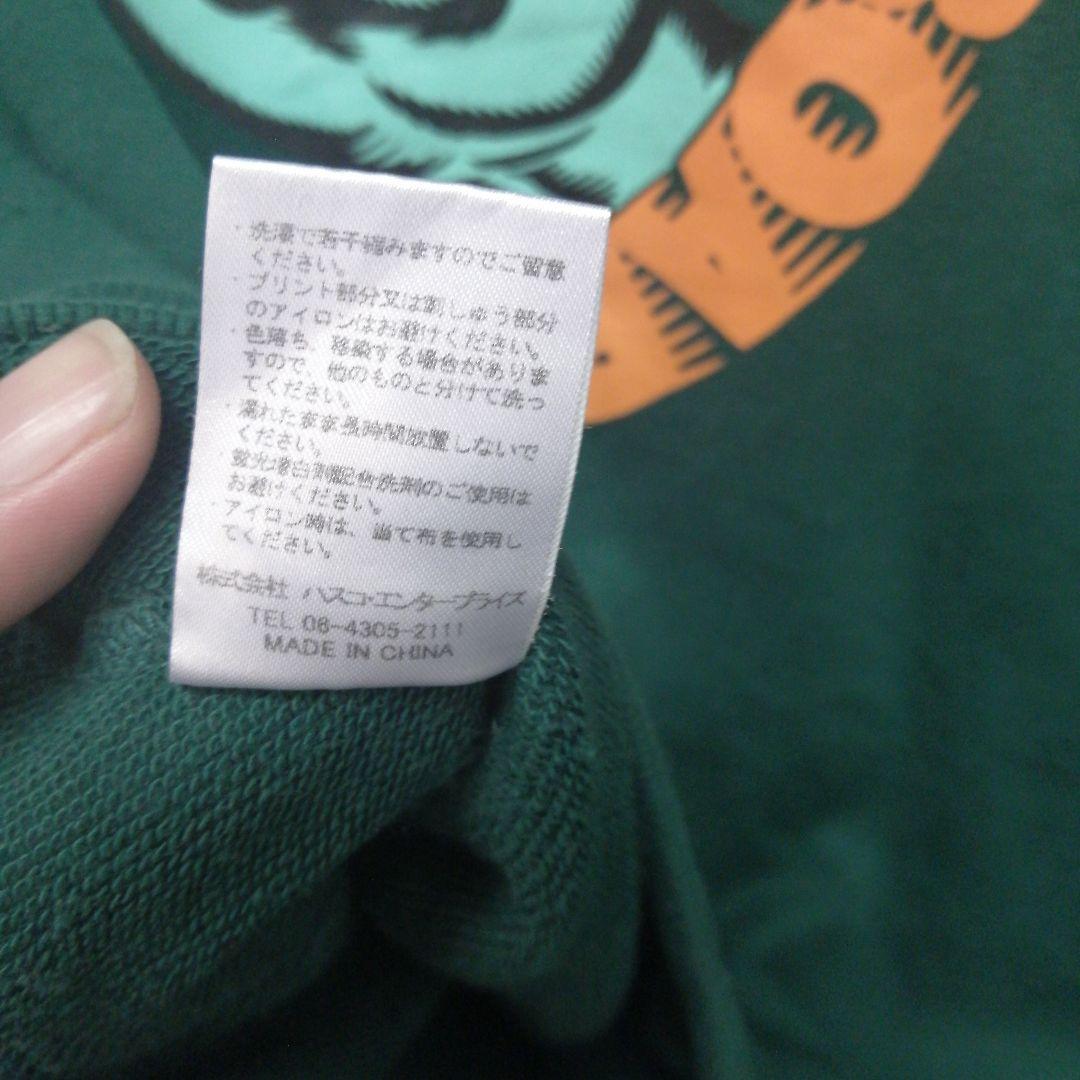 ・洗濯で若干縮みますのでご留意
ください。
・プリント部分又は刺しゅう部分
のアイロンはお避けください。
・色落ち、移染する場合がありま
すので、他のものと分けて洗っ
てください。
・濡れたまま長時間放置しないで
ください。
・蛍光漂白剤配合洗剤のご使用は
お避けください。
・アイロン時は、当て布を使用し
てください。
株式会社 ハスコ・エンタープライズ
TEL 06-4305-2111
MADE IN CHINA